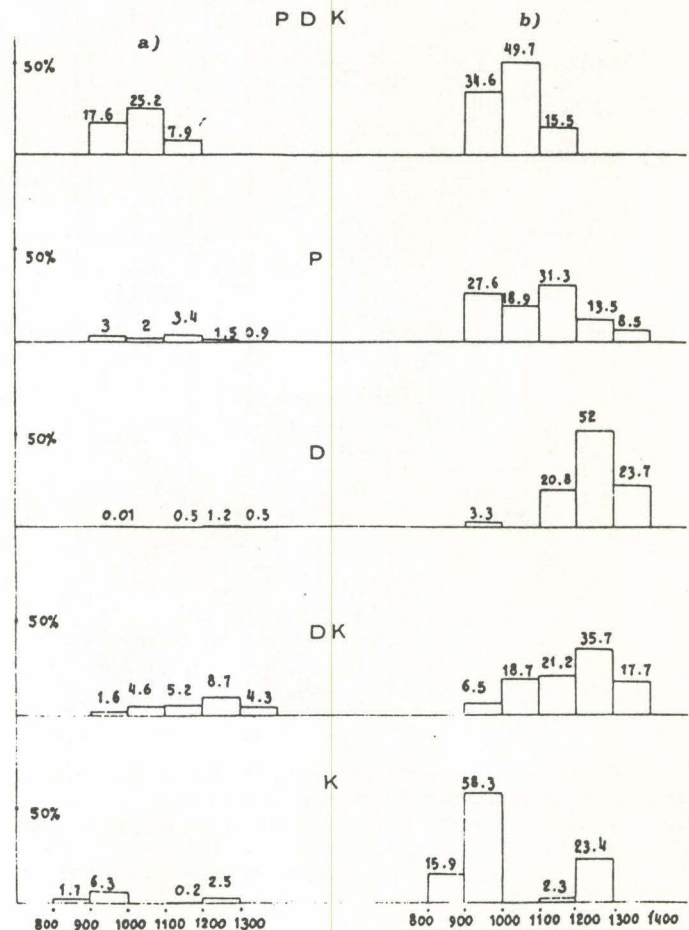 P D K
a)
b)
50%
17.6 25.2 7.9
34.6 49.7 15.5
50%
P
3 2 3.4 1.5 0.9
27.6 18.9 31.3 13.5 8.5
50%
D
0.01 0.5 1.2 0.5
3.3 20.8 52 23.7
50%
D K
1.6 4.6 5.2 8.7 4.3
6.5 18.7 21.2 35.7 17.7
50%
K
1.7 6.3 0.2 2.5
15.9 58.3 2.3 23.4
800 900 1000 1100 1200 1300
800 900 1000 1100 1200 1300 1400